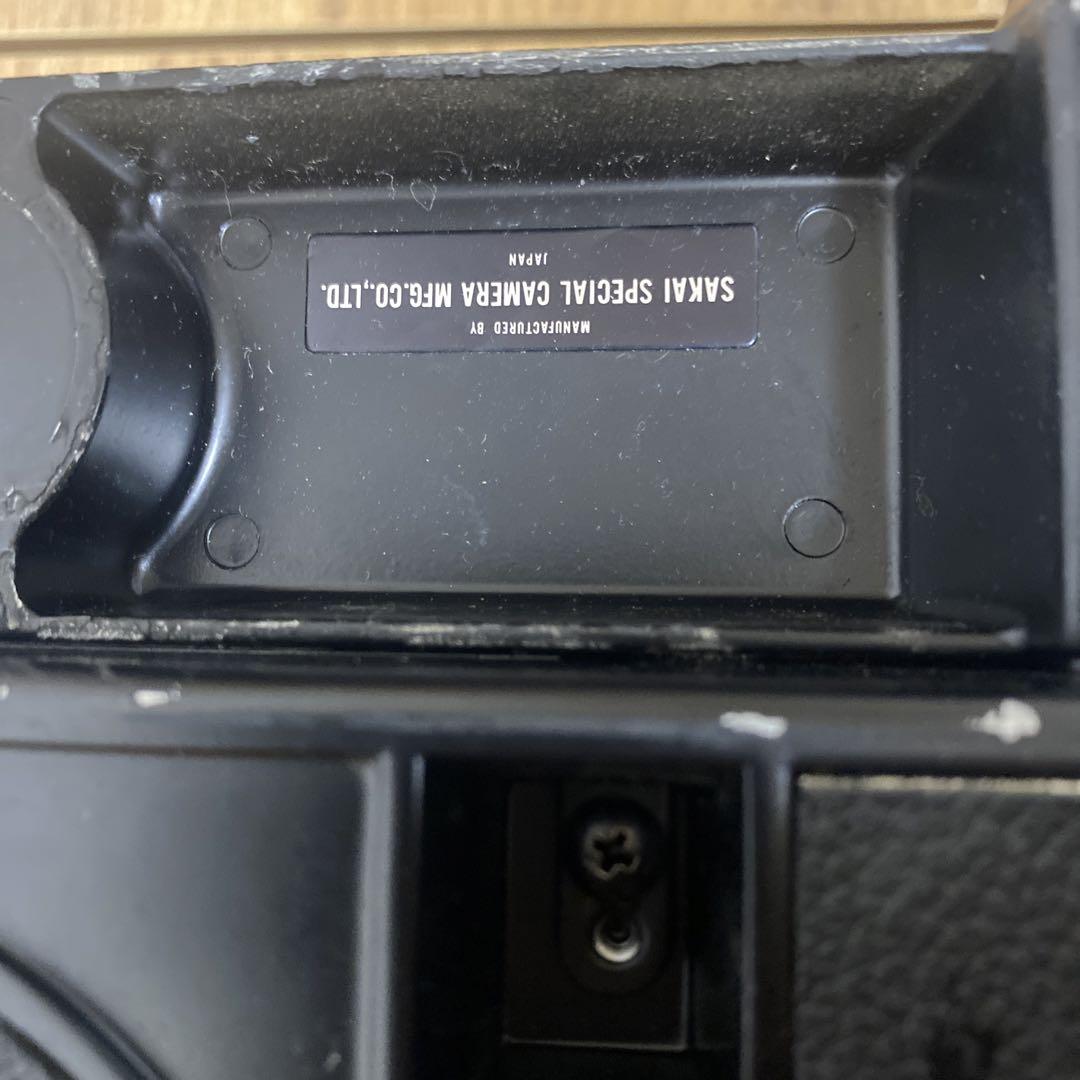 MANUFACTURED BY
SAKAI SPECIAL CAMERA MFG.CO.,LTD.
JAPAN